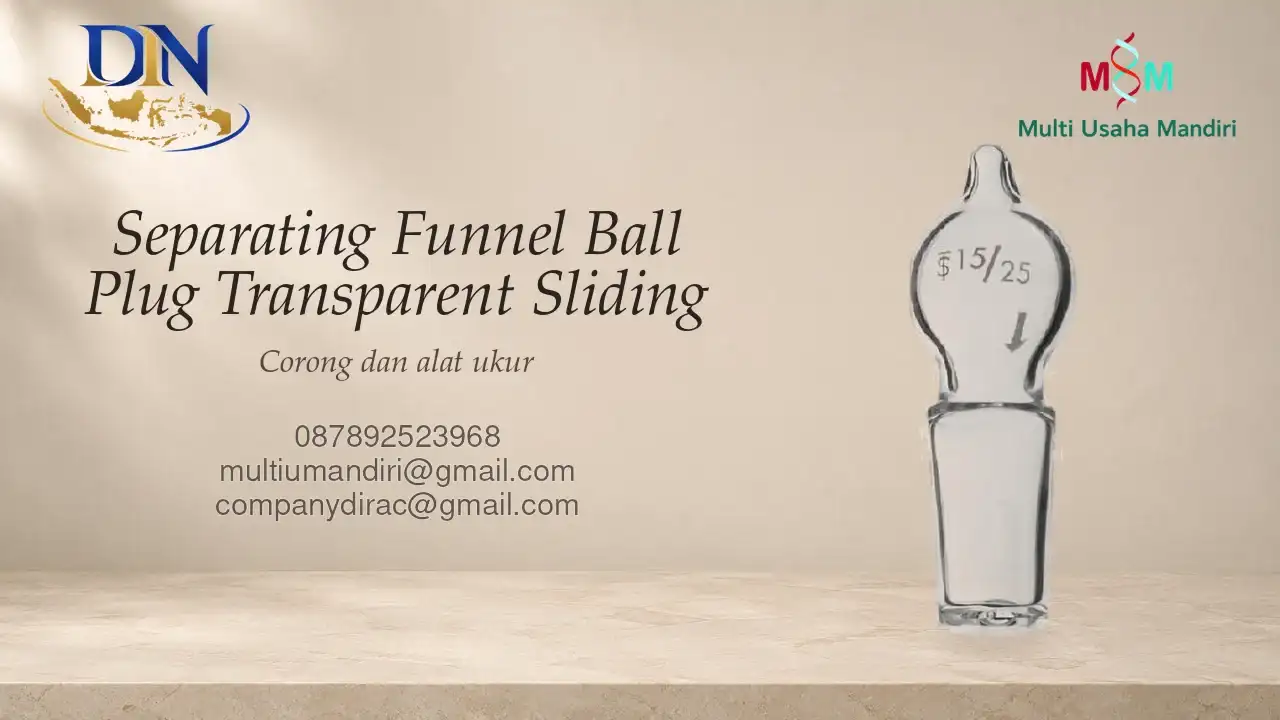 DIN
M M
Multi Usaha Mandiri
Separating Funnel Ball
Plug Transparent Sliding
Corong dan alat ukur
087892523968
multiumandiri@gmail.com
companydirac@gmail.com
15/25